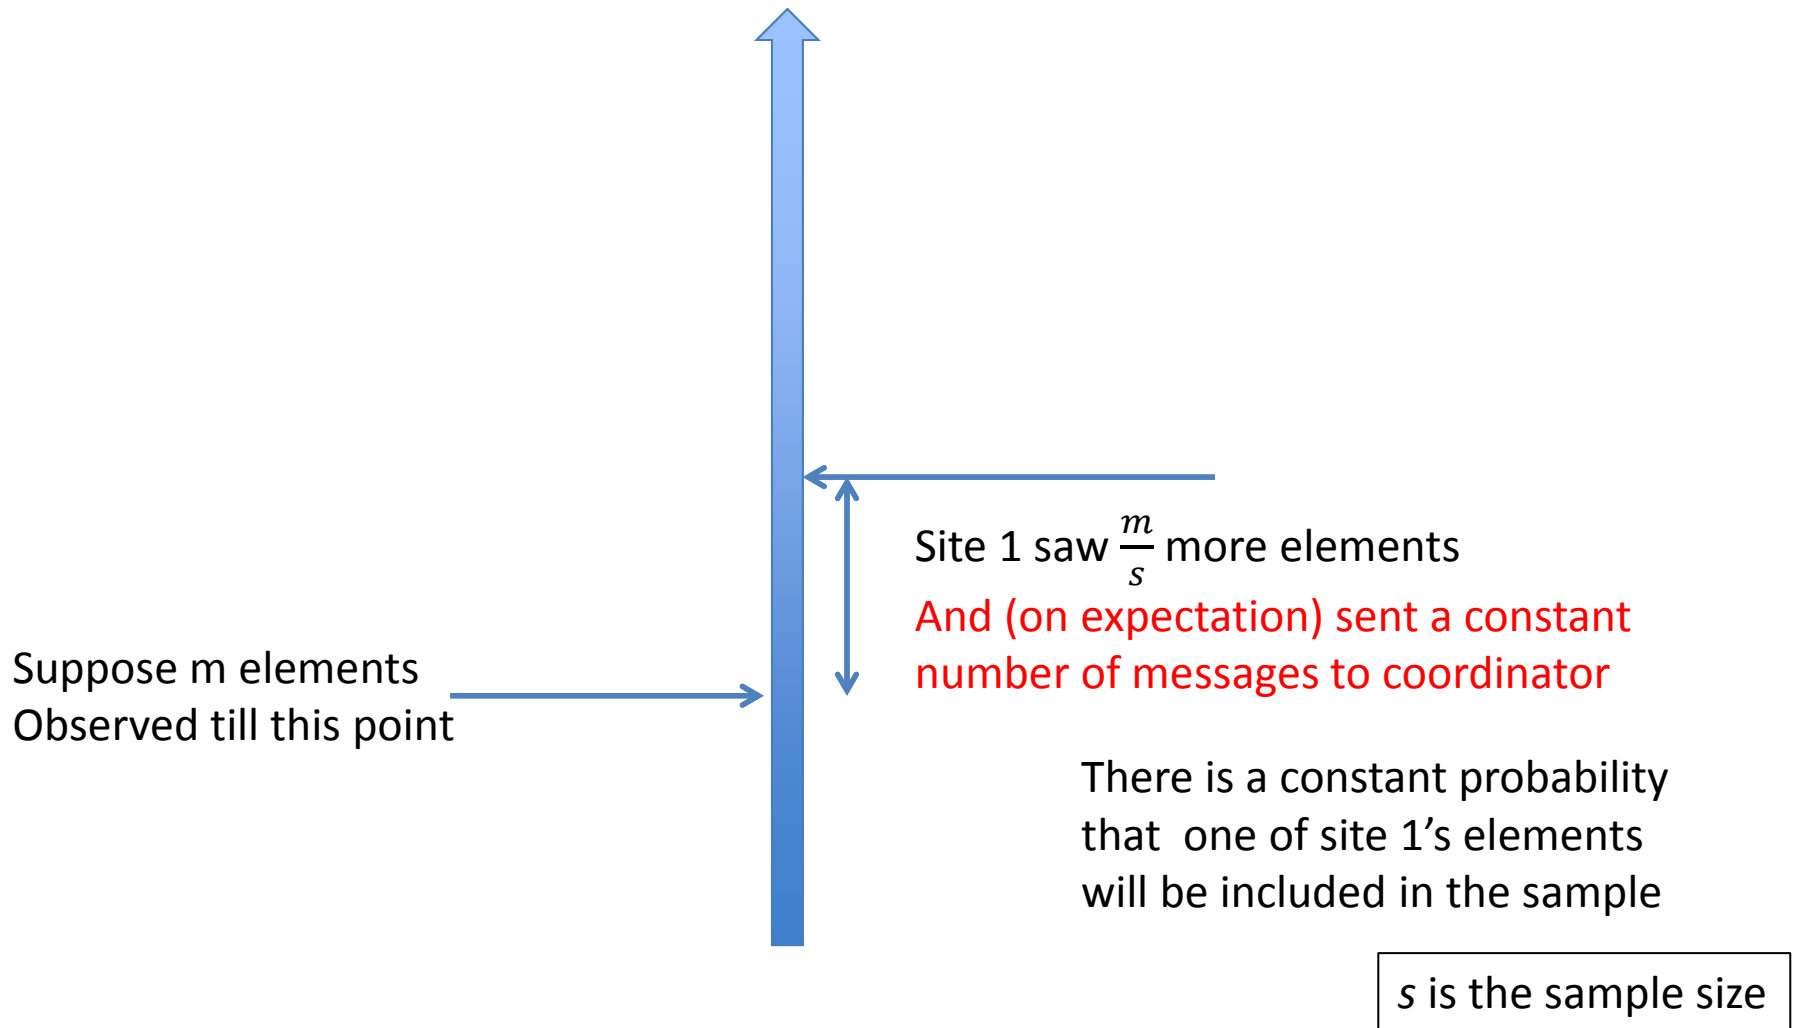 Suppose m elements
Observed till this point
Site 1 saw m/s more elements
And (on expectation) sent a constant
number of messages to coordinator
There is a constant probability
that one of site 1’s elements
will be included in the sample
s is the sample size